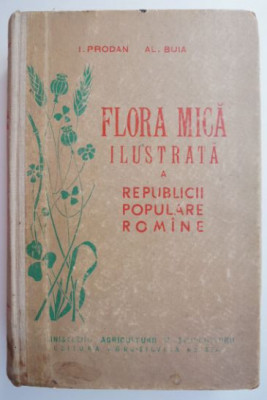 I. PRODAN AL. BUIA
FLORA MICĂ
ILUSTRATĂ
A
REPUBLICII
POPULARE
ROMÎNE